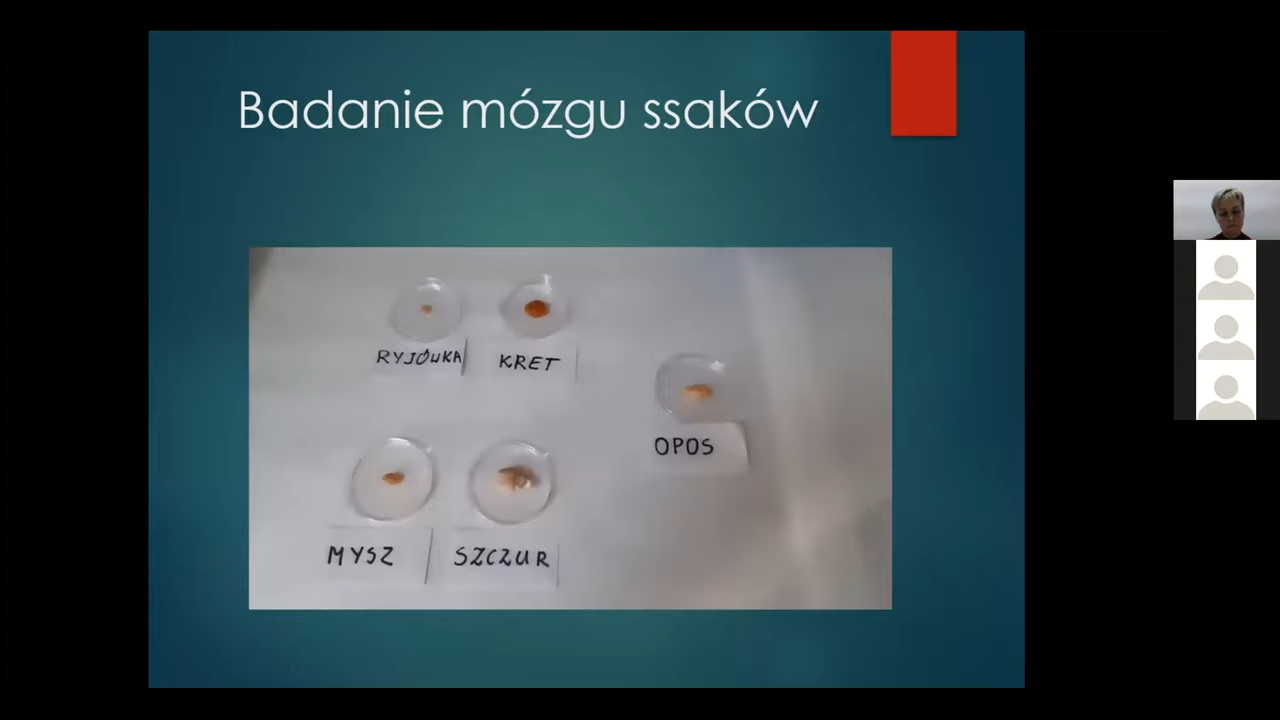 Badanie mózgu ssaków
RYJÓWKA
KRET
OPOS
MYSZ
SZCZUR